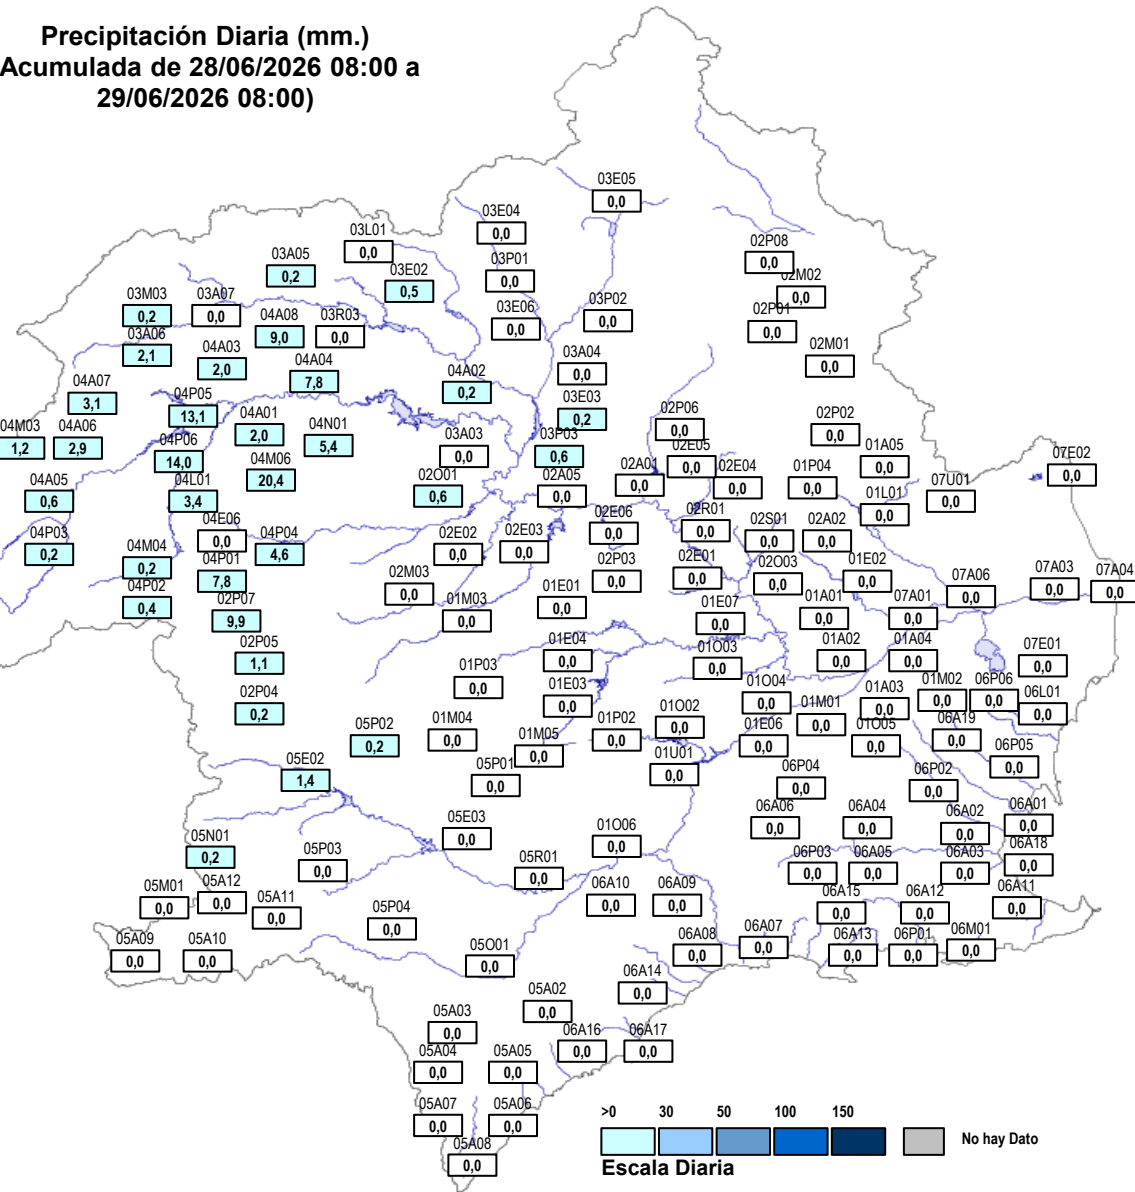 Precipitación Diaria (mm.)
Acumulada de 28/06/2026 08:00 a
29/06/2026 08:00)
03E05
0,0
03E04
0,0
03L01
0,0
02P08
0,0
03A05
0,2
03E02
0,5
03P01
0,0
02M02
0,0
03M03
0,2
03A07
0,0
04A08
9,0
03R03
0,0
03E06
0,0
03P02
0,0
02P01
0,0
03A06
2,1
04A03
2,0
04A04
7,8
03A04
0,0
02M01
0,0
04A07
3,1
04P05
13,1
04A02
0,2
03E03
0,2
04M03
1,2
04A06
2,9
04P06
14,0
04A01
2,0
04N01
5,4
03A03
0,0
03P03
0,6
02P06
0,0
02P02
0,0
02E05
0,0
01A05
0,0
07E02
0,0
04A05
0,6
04L01
3,4
04M06
20,4
02O01
0,6
02A05
0,0
02A01
0,0
02E04
0,0
01P04
0,0
01L01
0,0
07U01
0,0
04P03
0,2
04E06
0,0
04P04
4,6
02E02
0,0
02E03
0,0
02E06
0,0
02R01
0,0
02S01
0,0
02A02
0,0
04M04
0,2
04P01
7,8
02M03
0,0
01E01
0,0
02P03
0,0
02E01
0,0
02O03
0,0
01E02
0,0
07A06
0,0
07A03
0,0
07A04
0,0
04P02
0,4
02P07
9,9
01M03
0,0
01E07
0,0
01A01
0,0
07A01
0,0
02P05
1,1
01E04
0,0
01O03
0,0
01A02
0,0
01A04
0,0
07E01
0,0
02P04
0,2
01P03
0,0
01E03
0,0
01O04
0,0
01A03
0,0
01M02
0,0
06P06
0,0
06L01
0,0
05P02
0,2
01M04
0,0
01M05
0,0
01P02
0,0
01O02
0,0
01E06
0,0
01M01
0,0
01O05
0,0
06A19
0,0
05E02
1,4
05P01
0,0
01U01
0,0
06P04
0,0
06P02
0,0
06P05
0,0
05N01
0,2
05P03
0,0
05E03
0,0
05R01
0,0
01O06
0,0
06A06
0,0
06A04
0,0
06A02
0,0
06A01
0,0
06P03
0,0
06A05
0,0
06A03
0,0
06A18
0,0
05M01
0,0
05A12
0,0
05A11
0,0
05P04
0,0
06A10
0,0
06A09
0,0
06A15
0,0
06A12
0,0
06A11
0,0
05A09
0,0
05A10
0,0
05O01
0,0
06A08
0,0
06A07
0,0
06A13
0,0
06P01
0,0
06M01
0,0
06A14
0,0
05A03
0,0
05A02
0,0
06A16
0,0
06A17
0,0
05A04
0,0
05A05
0,0
05A07
0,0
05A06
0,0
05A08
0,0
>0 30 50 100 150
No hay Dato
Escala Diaria